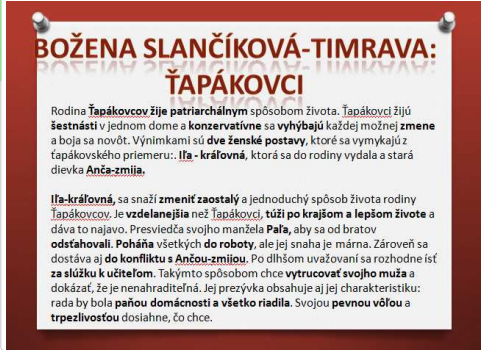 BOŽENA SLANČÍKOVÁ-TIMRAVA:
ŤAPÁKOVCI
Rodina Ťapákovcov žije patriarchálnym spôsobom života. Ťapákovci žijú
šestnásti v jednom dome a konzervatívne sa vyhýbajú každej možnej zmene
a boja sa novôt. Výnimkami sú dve ženské postavy, ktoré sa vymykajú z
ťapákovského priemeru:. Iľa - kráľovná, ktorá sa do rodiny vydala a stará
dievka Anča-zmija.
Iľa-kráľovná, sa snaží zmeniť zaostalý a jednoduchý spôsob života rodiny
Ťapákovcov. Je vzdelanejšia než Ťapákovci, túži po krajšom a lepšom živote a
dáva to najavo. Presviedča svojho manžela Paľa, aby sa od bratov
odsťahovali. Poháňa všetkých do roboty, ale jej snaha je márna. Zároveň sa
dostáva aj do konfliktu s Ančou-zmijou. Po dlhšom uvažovaní sa rozhodne ísť
za slúžku k učiteľom. Takýmto spôsobom chce vytrucovať svojho muža a
dokázať, že je nenahraditeľná. Jej prezývka obsahuje aj jej charakteristiku:
rada by bola paňou domácnosti a všetko riadila. Svojou pevnou vôľou a
trpezlivosťou dosiahne, čo chce.